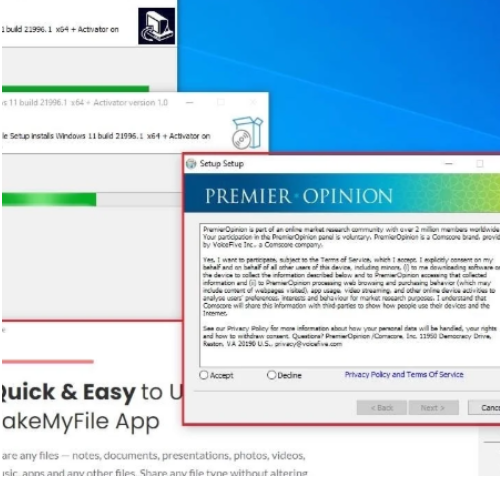 1 build 21996.1 x64 + Activator on
s 11 build 21996.1 x64 + Activator version 1.0
le Setup installs Windows 11 build 21996.1 x64 + Activator on
Setup Setup
PREMIER OPINION
PremierOpinion is part of an online market research community with over 2 million members worldwide
Your participation in the PremierOpinion panel is voluntary. PremierOpinion is a Comscore brand, provid
by VoiceFive Inc., a Comscore company.
Yes, I want to participate, subject to the Terms of Service, which I accept. I explicitly consent on my
behalf and on behalf of all other users of this device, including minors, (i) to me downloading software on
the device to collect the information described below and to PremierOpinion accessing that collected
information and (ii) to PremierOpinion processing web browsing and purchasing behavior (which may
include content of webpages visited), app usage, video streaming, and other online device activities to
analyse users' preferences, interests and behaviour for market research purposes. I understand that
Comscore will share this information with third-parties to show how people use their devices and the
Internet.
See our Privacy Policy for more information about how your personal data will be handled, your rights
and how to withdraw consent. Questions? PremierOpinion /Comscore, Inc. 11950 Democracy Drive,
Reston, VA 20190 U.S., privacy@voicefive.com
Accept Decline Privacy Policy and Terms Of Service
< Back Next > Cance
Quick & Easy to U
akeMyFile App
are any files — notes, documents, presentations, photos, videos,
usic, apps and any other files. Share any file type without altering